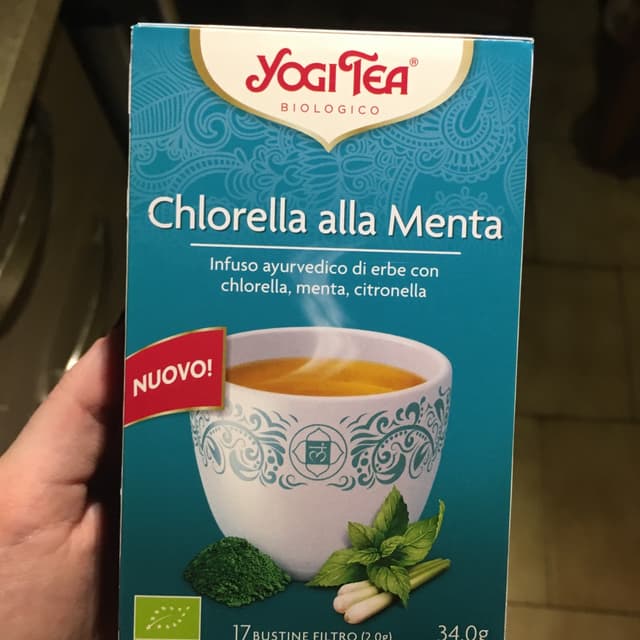 YOGI TEA®
BIOLOGICO
Chlorella alla Menta
Infuso ayurvedico di erbe con
chlorella, menta, citronella
NUOVO!
17 BUSTINE FILTRO (2.0g) 34.0g